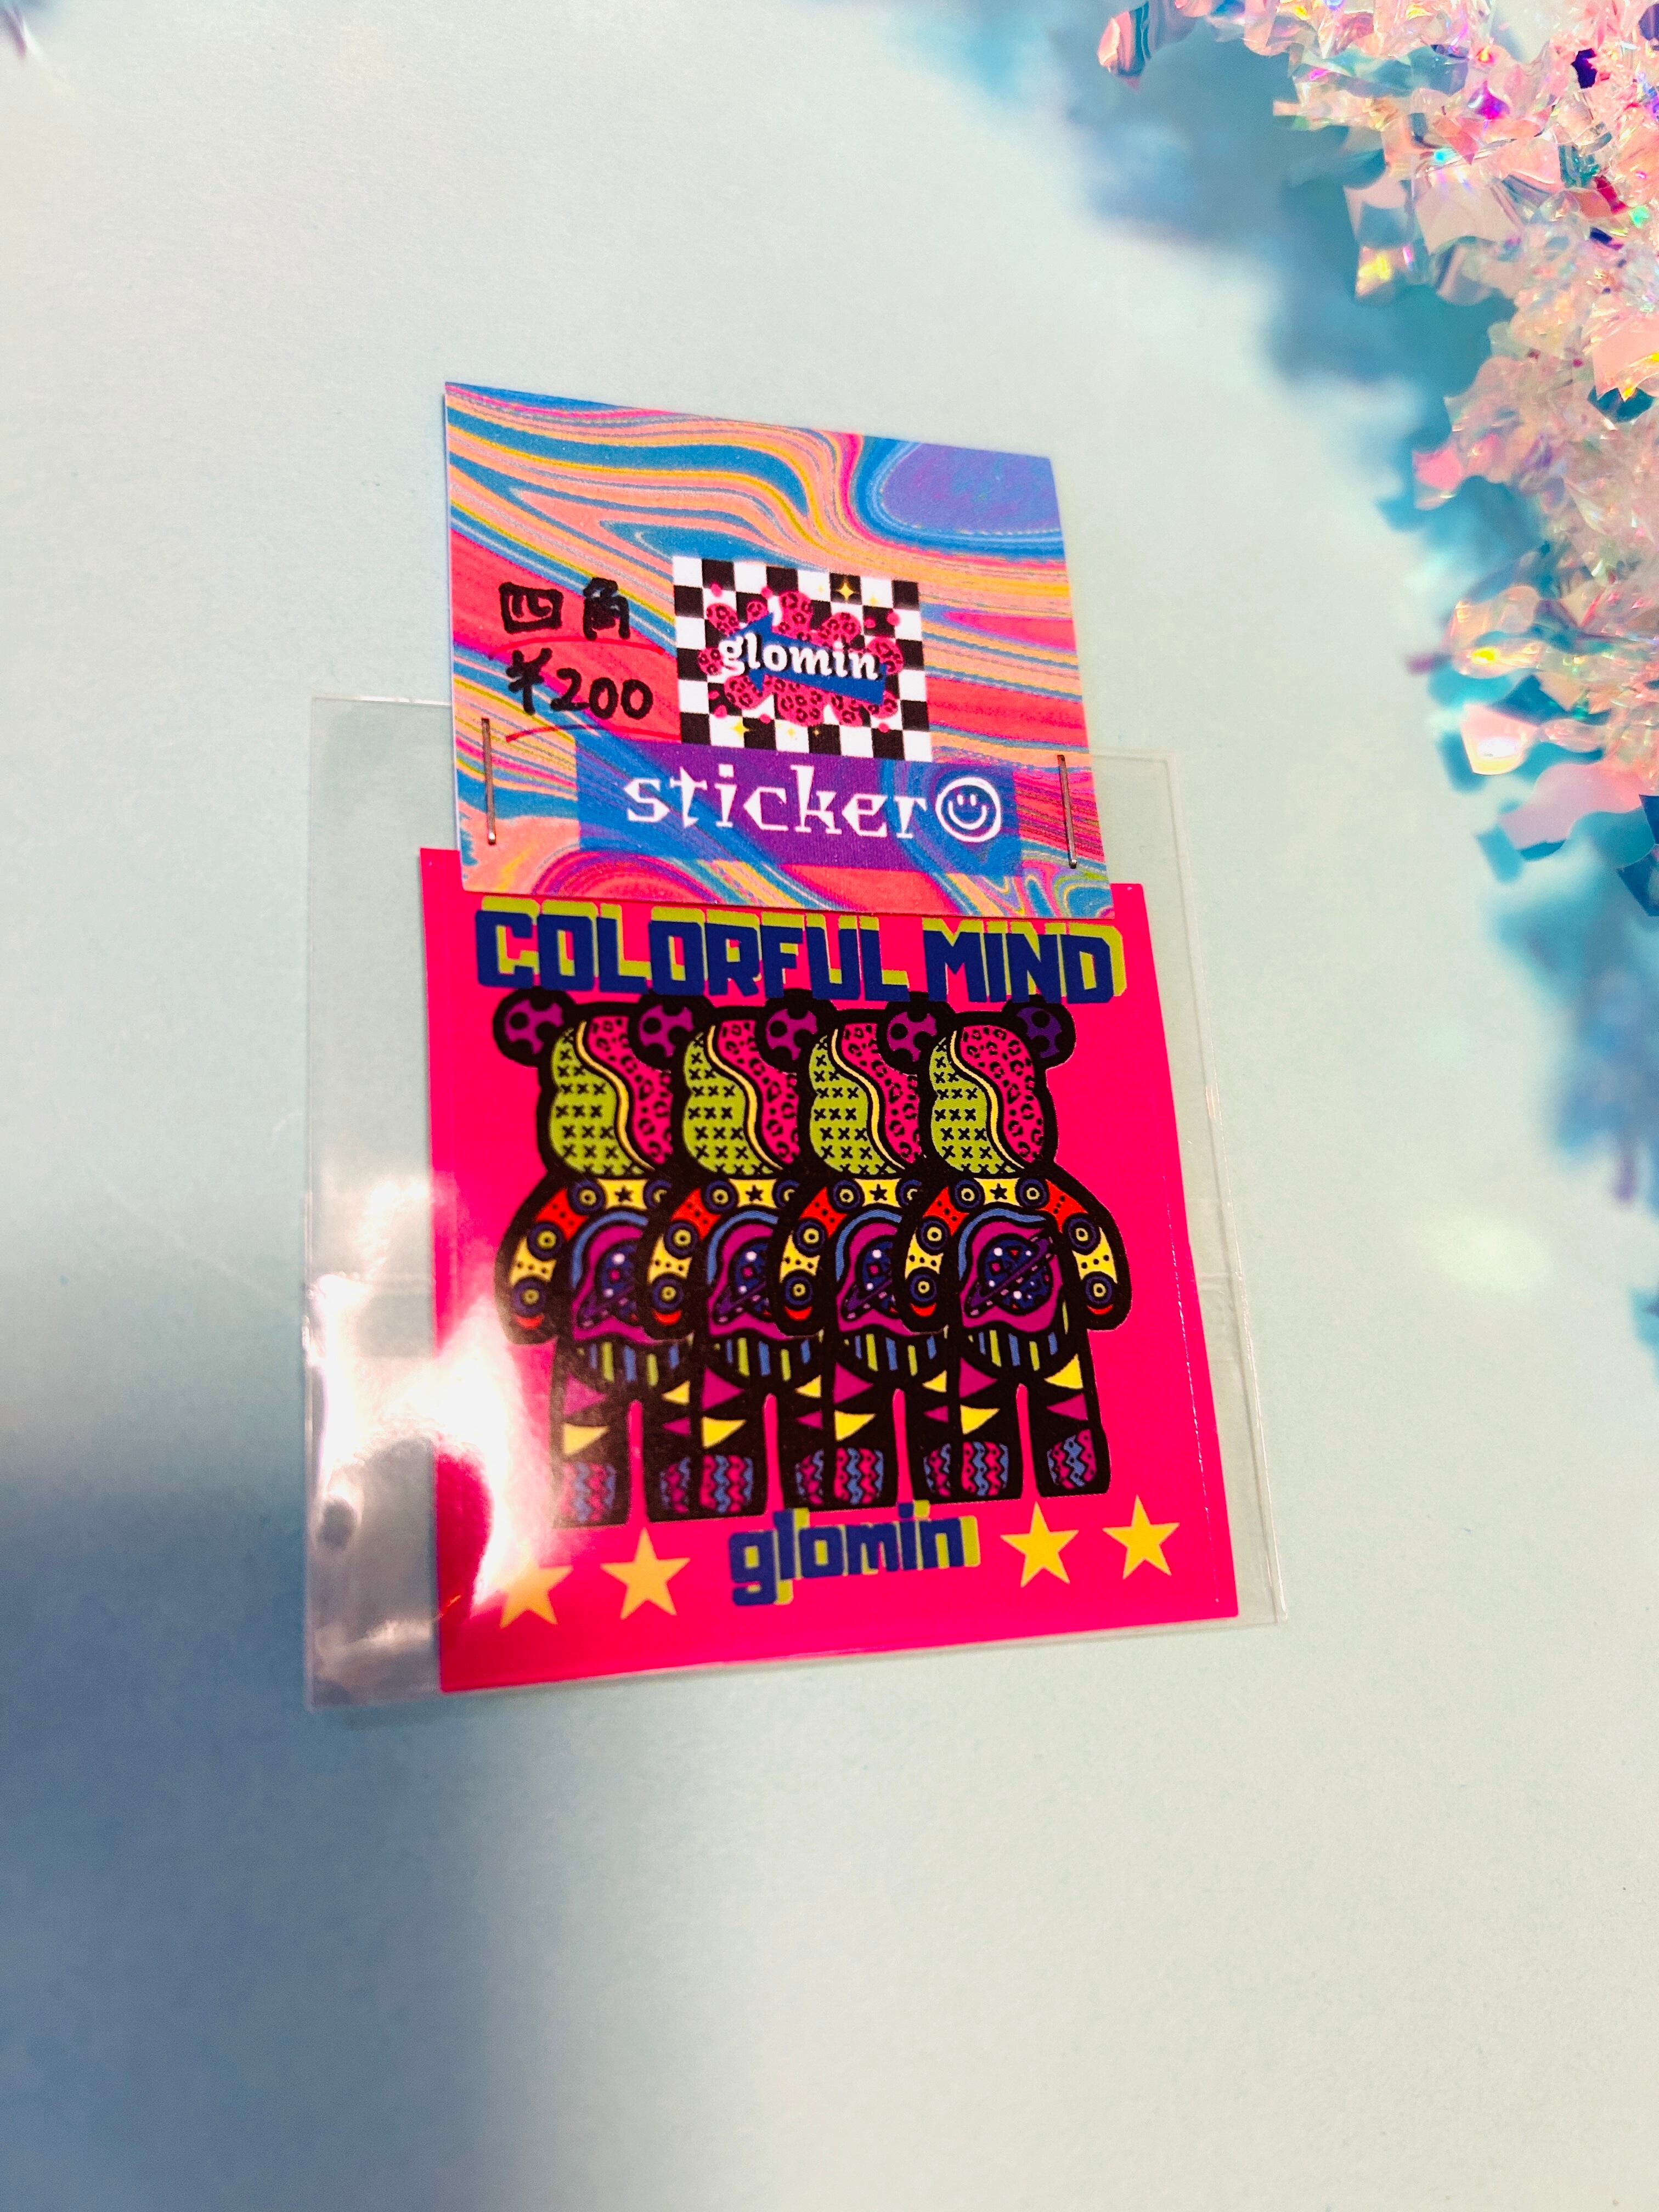 四角
¥200
glomin
sticker
COLORFUL MIND
glomin